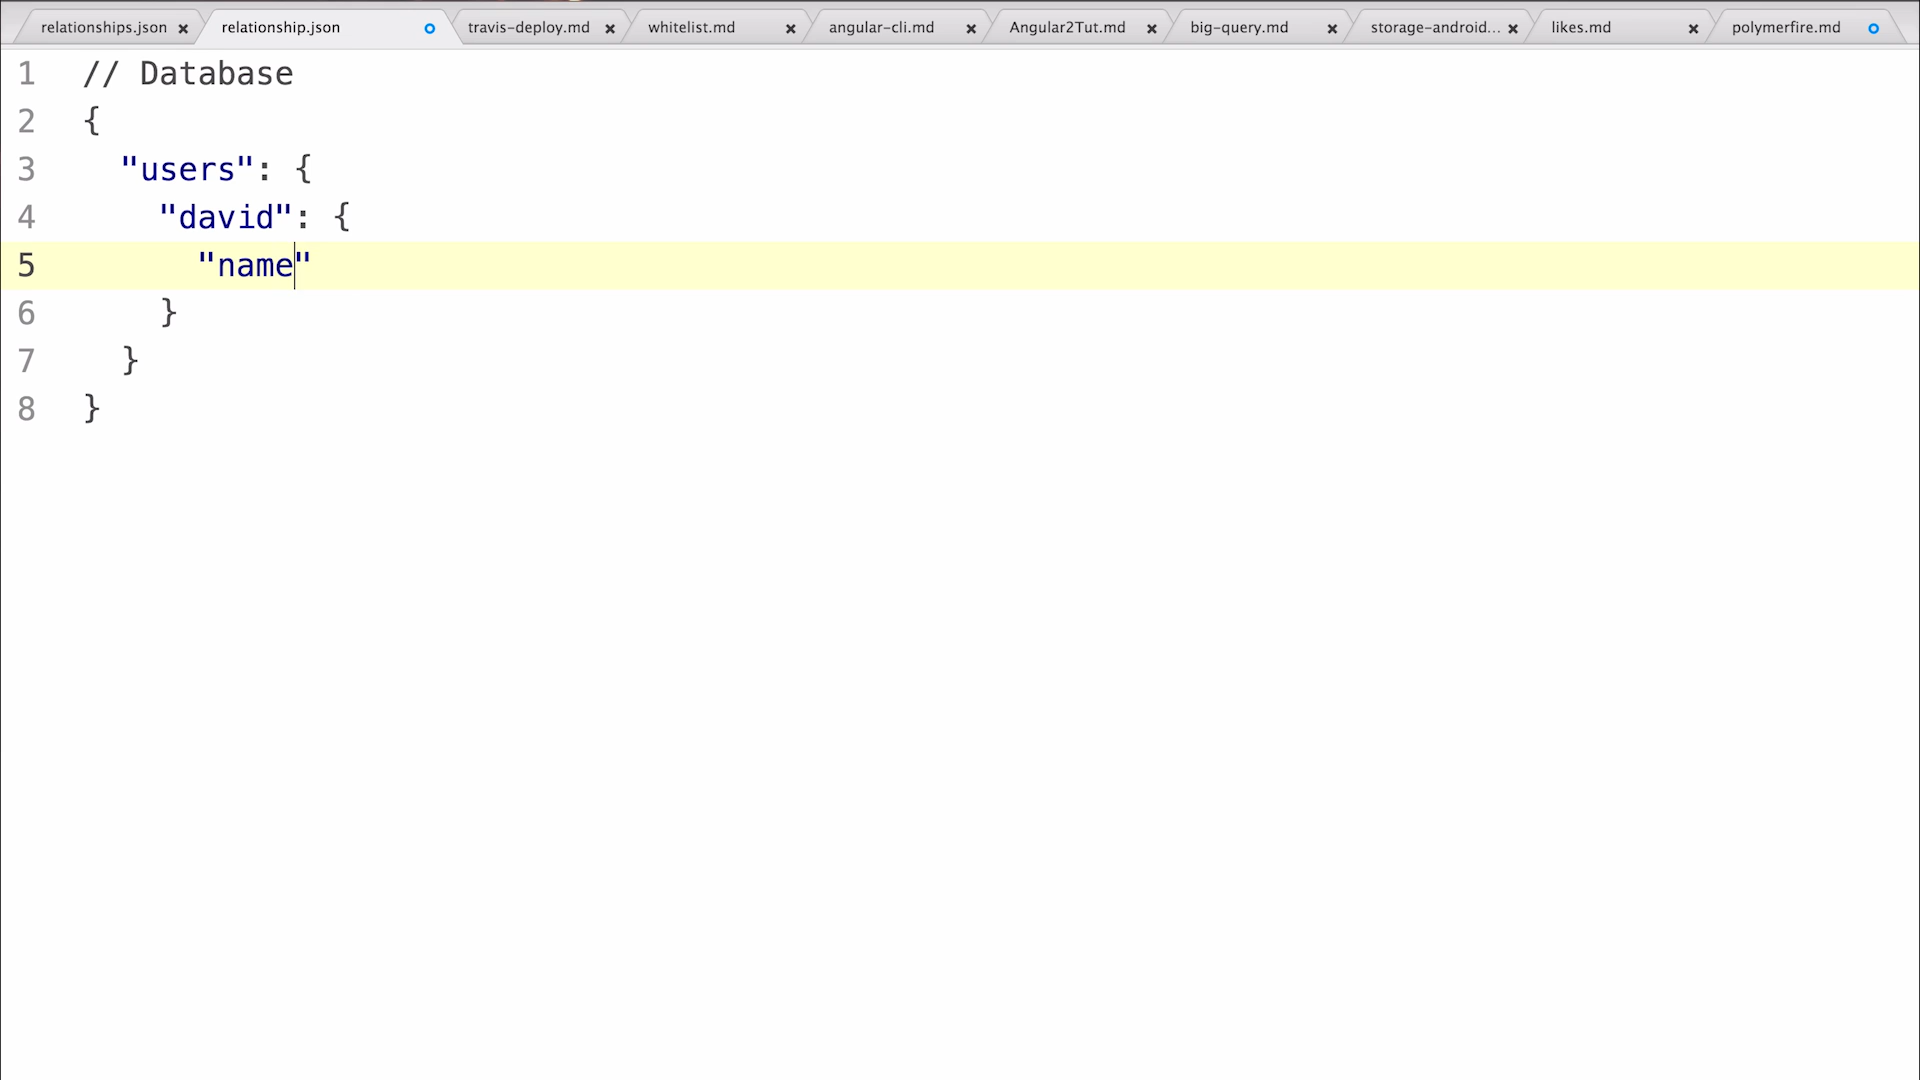 relationships.json relationship.json travis-deploy.md whitelist.md angular-cli.md Angular2Tut.md big-query.md storage-android... likes.md polymerfire.md
1 // Database
2 {
3 "users": {
4 "david": {
5 "name"
6 }
7 }
8 }